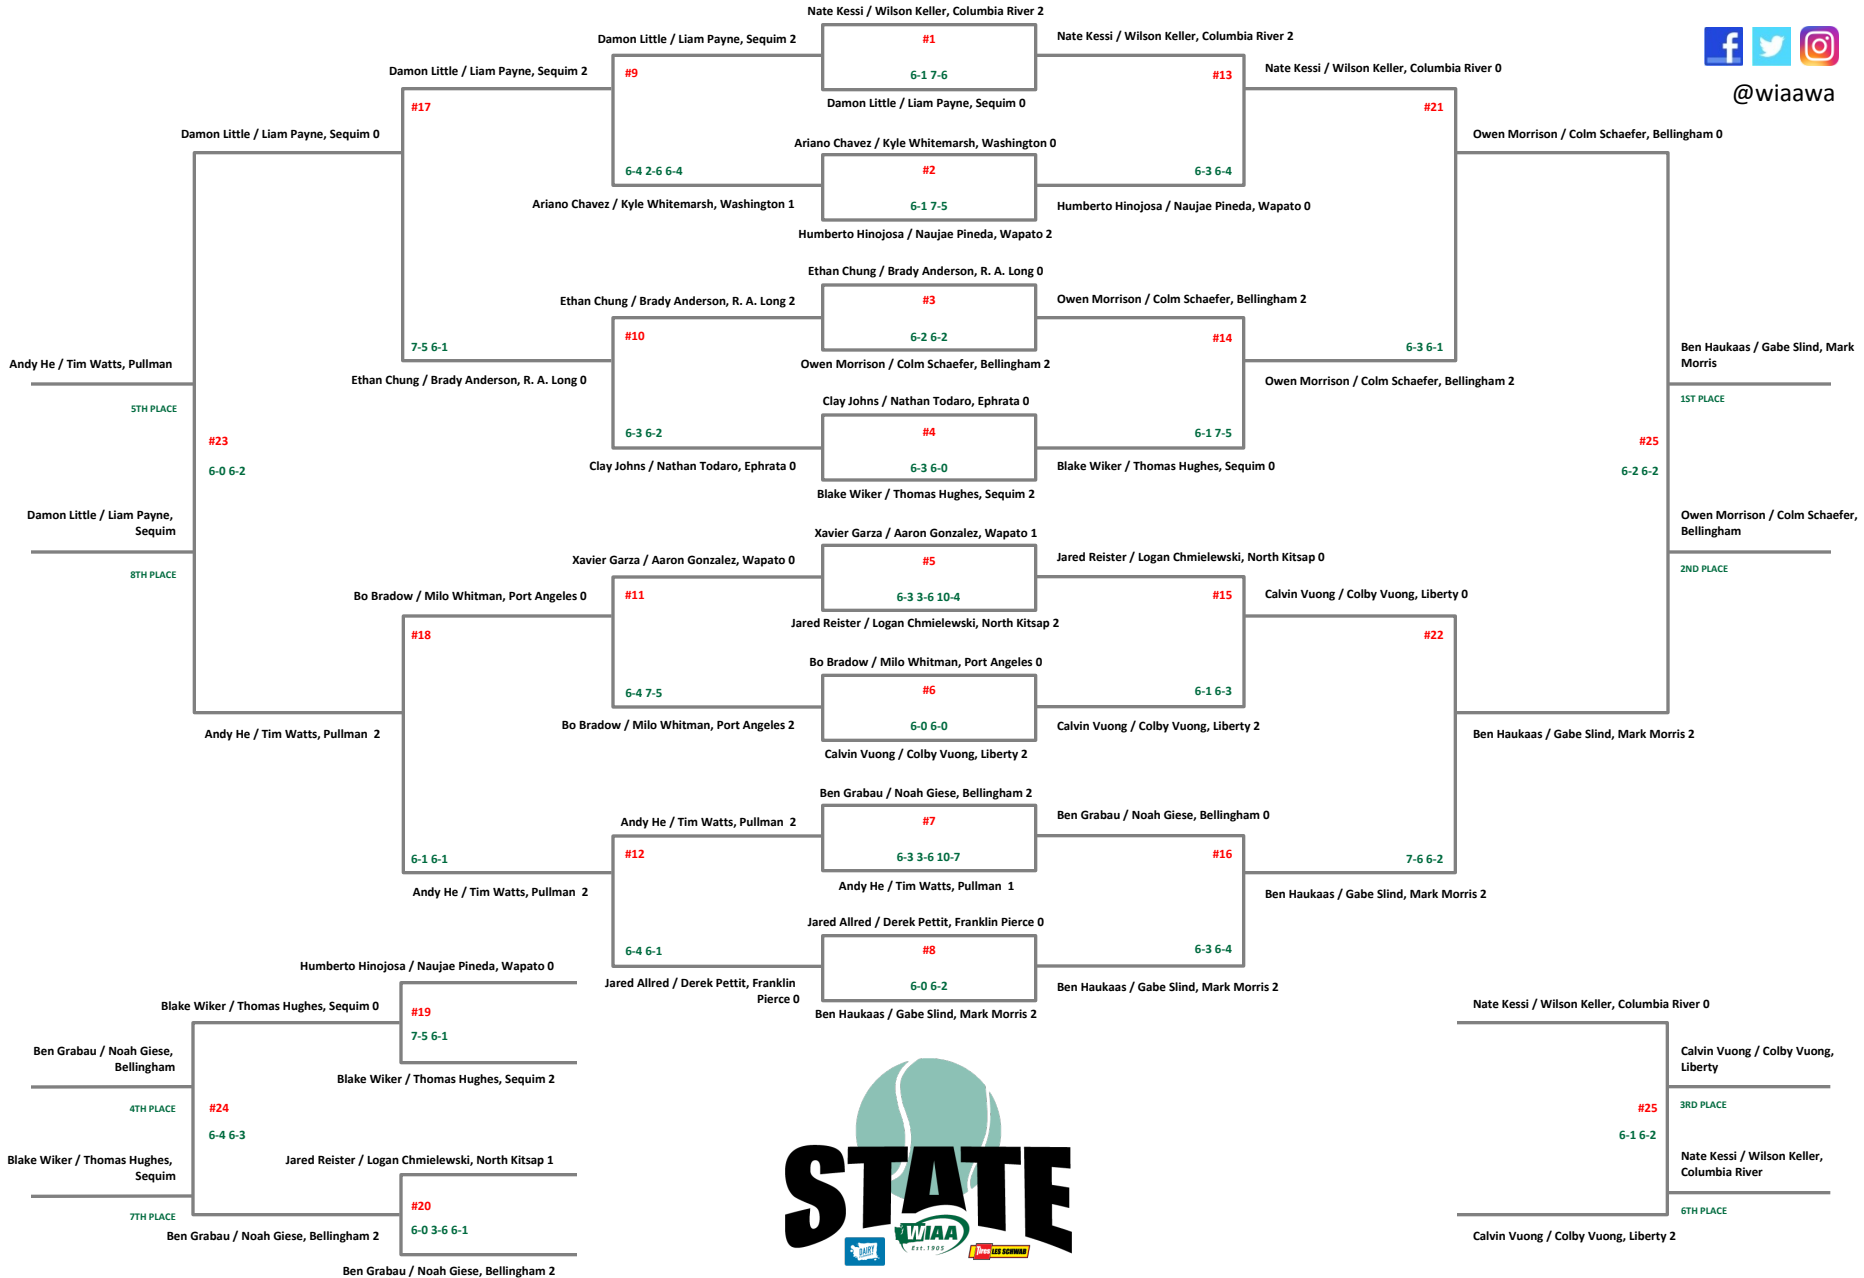 Nate Kessi / Wilson Keller, Columbia River 2
#1
6-1 7-6
Damon Little / Liam Payne, Sequim 0
Ariano Chavez / Kyle Whitemarsh, Washington 0
#2
6-1 7-5
Humberto Hinojosa / Naujae Pineda, Wapato 2
Ethan Chung / Brady Anderson, R. A. Long 0
#3
6-2 6-2
Owen Morrison / Colm Schaefer, Bellingham 2
Clay Johns / Nathan Todaro, Ephrata 0
#4
6-3 6-0
Blake Wiker / Thomas Hughes, Sequim 2
Xavier Garza / Aaron Gonzalez, Wapato 1
#5
6-3 3-6 10-4
Jared Reister / Logan Chmielewski, North Kitsap 2
Bo Bradow / Milo Whitman, Port Angeles 0
#6
6-0 6-0
Calvin Vuong / Colby Vuong, Liberty 2
Ben Grabau / Noah Giese, Bellingham 2
#7
6-3 3-6 10-7
Andy He / Tim Watts, Pullman 1
Jared Allred / Derek Pettit, Franklin Pierce 0
#8
6-0 6-2
Ben Haukaas / Gabe Slind, Mark Morris 2
Damon Little / Liam Payne, Sequim 2
#9
6-4 2-6 6-4
Ariano Chavez / Kyle Whitemarsh, Washington 1
Ethan Chung / Brady Anderson, R. A. Long 2
#10
6-3 6-2
Clay Johns / Nathan Todaro, Ephrata 0
Xavier Garza / Aaron Gonzalez, Wapato 0
#11
6-4 7-5
Bo Bradow / Milo Whitman, Port Angeles 2
Andy He / Tim Watts, Pullman 2
#12
6-4 6-1
Jared Allred / Derek Pettit, Franklin
Pierce 0
Nate Kessi / Wilson Keller, Columbia River 2
#13
6-3 6-4
Humberto Hinojosa / Naujae Pineda, Wapato 0
Owen Morrison / Colm Schaefer, Bellingham 2
#14
6-1 7-5
Blake Wiker / Thomas Hughes, Sequim 0
Jared Reister / Logan Chmielewski, North Kitsap 0
#15
6-1 6-3
Calvin Vuong / Colby Vuong, Liberty 2
Ben Grabau / Noah Giese, Bellingham 0
#16
6-3 6-4
Ben Haukaas / Gabe Slind, Mark Morris 2
Damon Little / Liam Payne, Sequim 2
#17
7-5 6-1
Ethan Chung / Brady Anderson, R. A. Long 0
Bo Bradow / Milo Whitman, Port Angeles 0
#18
6-1 6-1
Andy He / Tim Watts, Pullman 2
Humberto Hinojosa / Naujae Pineda, Wapato 0
#19
7-5 6-1
Blake Wiker / Thomas Hughes, Sequim 2
Jared Reister / Logan Chmielewski, North Kitsap 1
#20
6-0 3-6 6-1
Ben Grabau / Noah Giese, Bellingham 2
Nate Kessi / Wilson Keller, Columbia River 0
#21
6-3 6-1
Owen Morrison / Colm Schaefer, Bellingham 2
Calvin Vuong / Colby Vuong, Liberty 0
#22
7-6 6-2
Ben Haukaas / Gabe Slind, Mark Morris 2
Damon Little / Liam Payne, Sequim 0
#23
6-0 6-2
Andy He / Tim Watts, Pullman 2
Andy He / Tim Watts, Pullman
5TH PLACE
Damon Little / Liam Payne,
Sequim
8TH PLACE
Blake Wiker / Thomas Hughes, Sequim 0
#24
6-4 6-3
Ben Grabau / Noah Giese, Bellingham 2
Ben Grabau / Noah Giese,
Bellingham
4TH PLACE
Blake Wiker / Thomas Hughes,
Sequim
7TH PLACE
Owen Morrison / Colm Schaefer, Bellingham 0
#25
6-2 6-2
Ben Haukaas / Gabe Slind, Mark Morris 2
Ben Haukaas / Gabe Slind, Mark
Morris
1ST PLACE
Owen Morrison / Colm Schaefer,
Bellingham
2ND PLACE
Nate Kessi / Wilson Keller, Columbia River 0
#25
6-1 6-2
Calvin Vuong / Colby Vuong, Liberty 2
Calvin Vuong / Colby Vuong,
Liberty
3RD PLACE
Nate Kessi / Wilson Keller,
Columbia River
6TH PLACE
@wiaawa
STATE
WIAA
Est. 1905
DAIRY
Tires LES SCHWAB